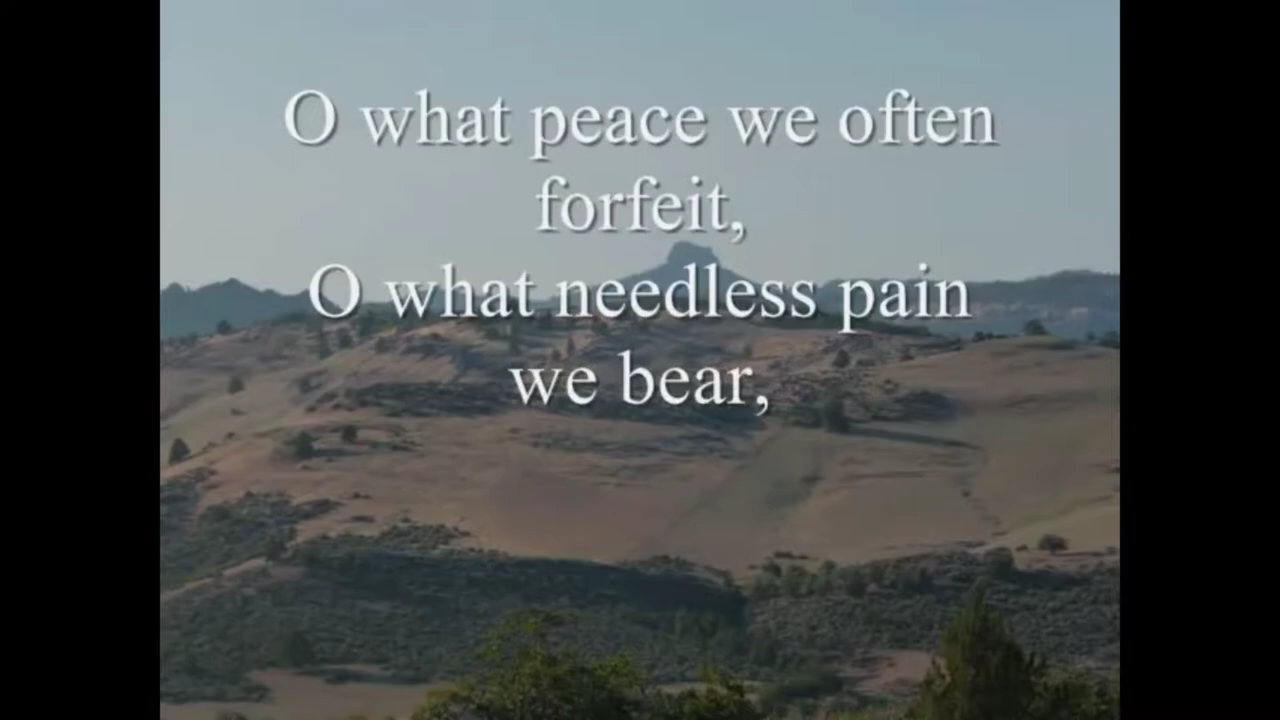 O what peace we often
forfeit,
O what needless pain
we bear,